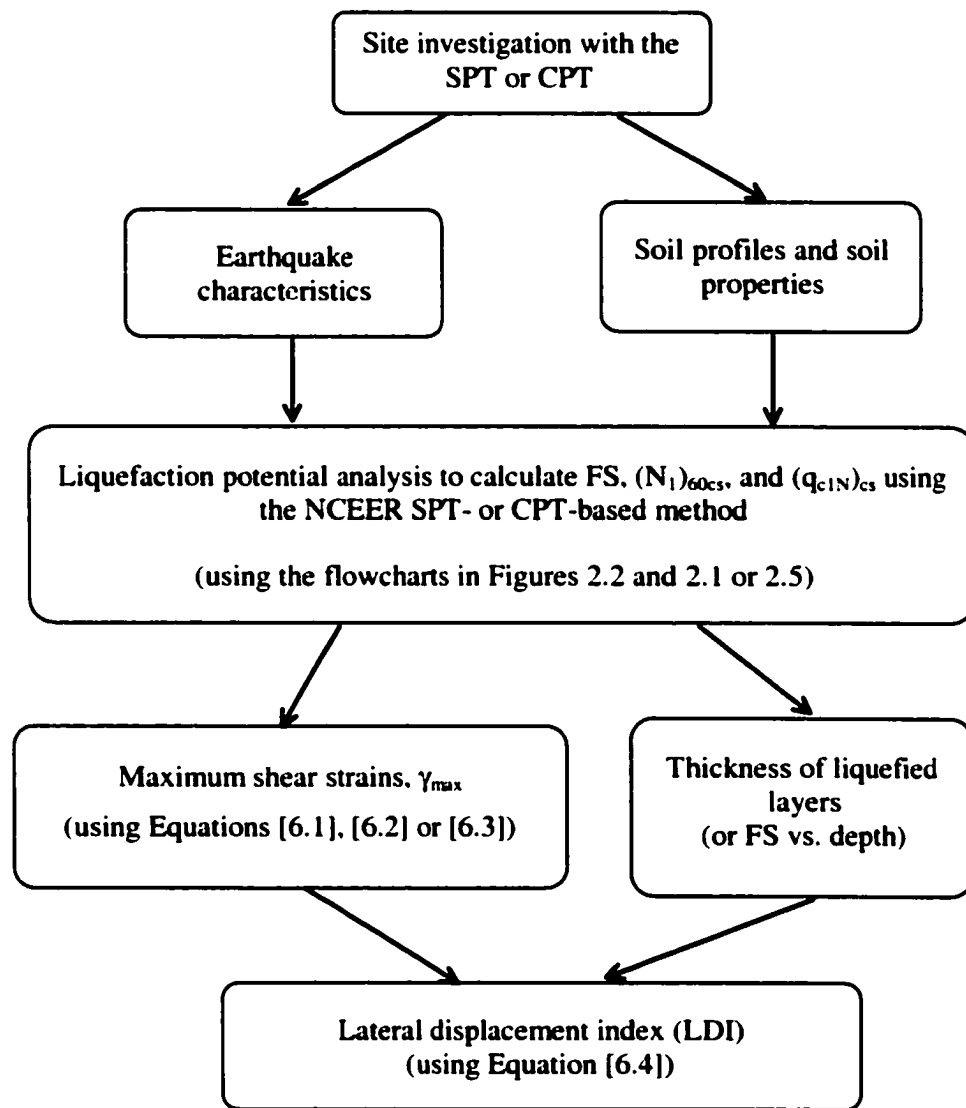 Site investigation with the
SPT or CPT
Earthquake
characteristics
Soil profiles and soil
properties
Liquefaction potential analysis to calculate FS, (N₁)₆₀cs, and (qc1N)cs using
the NCEER SPT- or CPT-based method
(using the flowcharts in Figures 2.2 and 2.1 or 2.5)
Maximum shear strains, γmax
(using Equations [6.1], [6.2] or [6.3])
Thickness of liquefied
layers
(or FS vs. depth)
Lateral displacement index (LDI)
(using Equation [6.4])